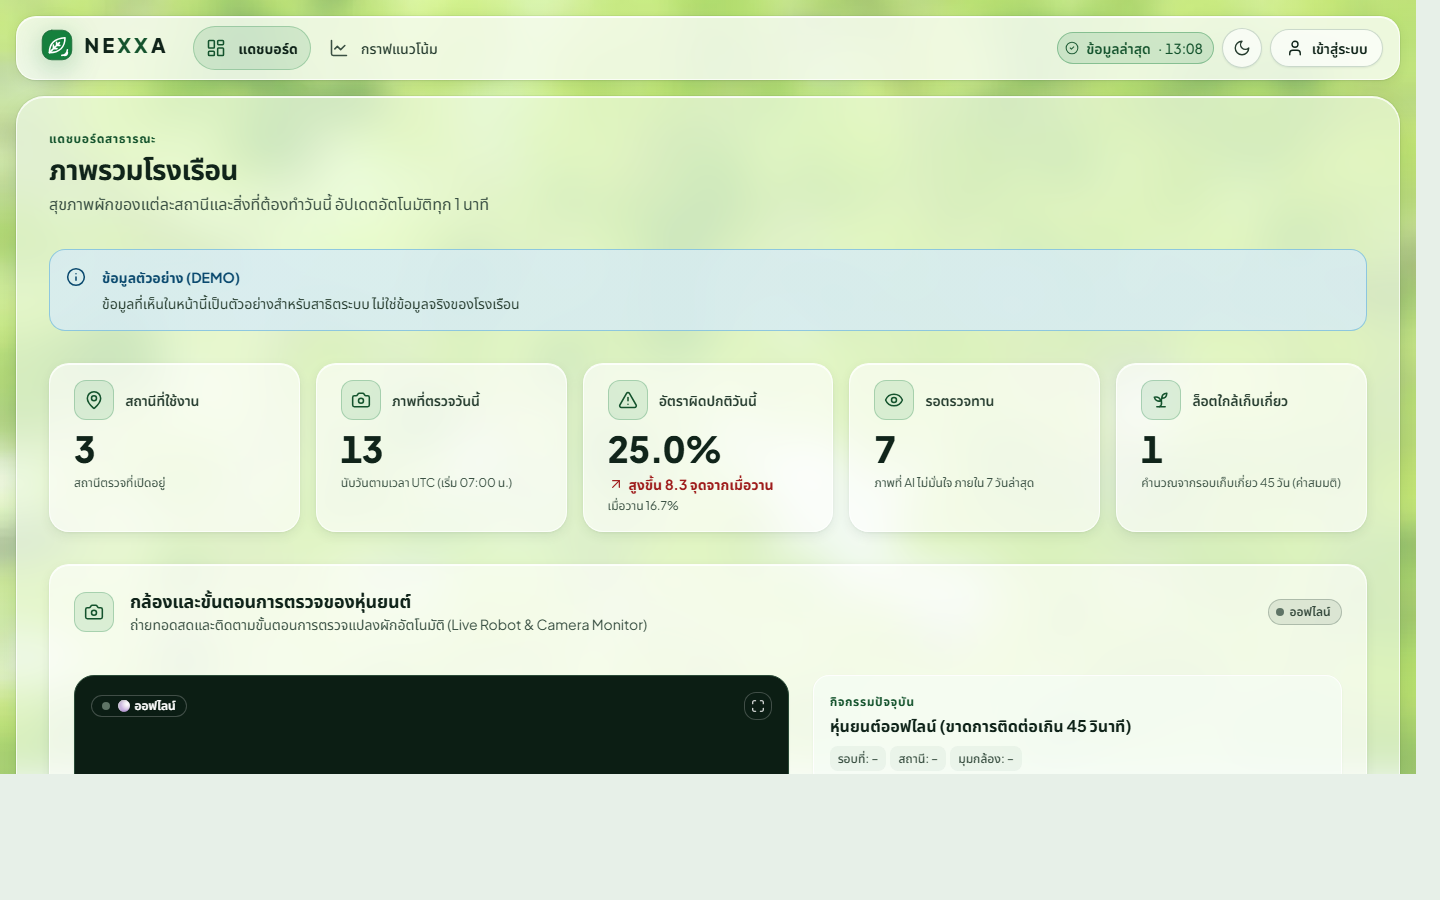 NEXXA
แดชบอร์ด
กราฟแนวโน้ม
ข้อมูลล่าสุด · 13:08
เข้าสู่ระบบ
แดชบอร์ดสาธารณะ
ภาพรวมโรงเรือน
สุขภาพผักของแต่ละสถานีและสิ่งที่ต้องทำวันนี้ อัปเดตอัตโนมัติทุก 1 นาที
ข้อมูลตัวอย่าง (DEMO)
ข้อมูลที่เห็นในหน้านี้เป็นตัวอย่างสำหรับสาธิตระบบ ไม่ใช่ข้อมูลจริงของโรงเรือน
สถานีที่ใช้งาน
3
สถานีตรวจที่เปิดอยู่
ภาพที่ตรวจวันนี้
13
นับวันตามเวลา UTC (เริ่ม 07:00 น.)
อัตราผิดปกติวันนี้
25.0%
สูงขึ้น 8.3 จุดจากเมื่อวาน
เมื่อวาน 16.7%
รอตรวจทาน
7
ภาพที่ AI ไม่มั่นใจ ภายใน 7 วันล่าสุด
ล็อตใกล้เก็บเกี่ยว
1
คำนวณจากรอบเก็บเกี่ยว 45 วัน (ค่าสมมติ)
กล้องและขั้นตอนการตรวจของหุ่นยนต์
ถ่ายทอดสดและติดตามขั้นตอนการตรวจแปลงผักอัตโนมัติ (Live Robot & Camera Monitor)
ออฟไลน์
ออฟไลน์
กิจกรรมปัจจุบัน
หุ่นยนต์ออฟไลน์ (ขาดการติดต่อเกิน 45 วินาที)
รอบที่: –
สถานี: –
มุมกล้อง: –